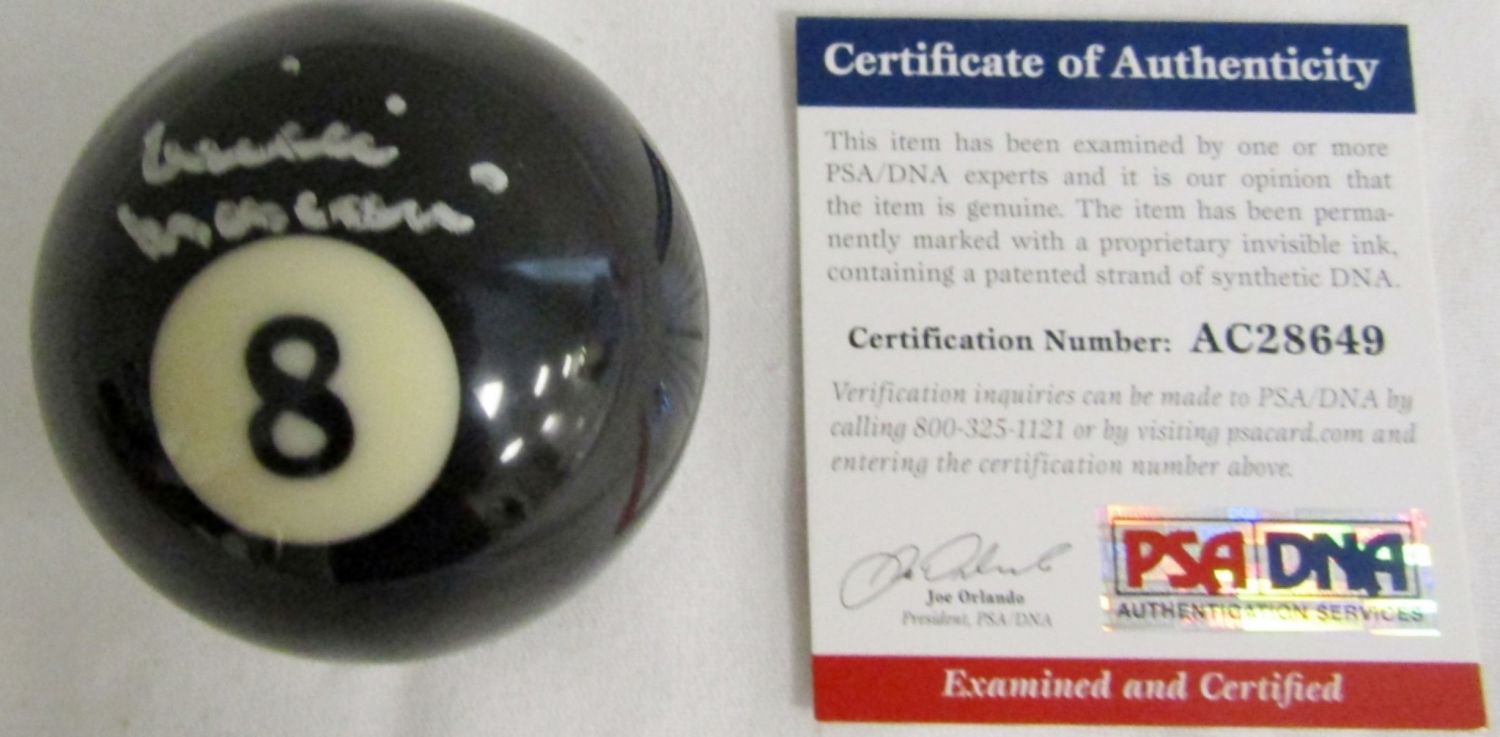 8
Certificate of Authenticity
This item has been examined by one or more
PSA/DNA experts and it is our opinion that
the item is genuine. The item has been perma-
nently marked with a proprietary invisible ink,
containing a patented strand of synthetic DNA.
Certification Number: AC28649
Verification inquiries can be made to PSA/DNA by
calling 800-325-1121 or by visiting psacard.com and
entering the certification number above.
Joe Orlando
President, PSA/DNA
PSA DNA
AUTHENTICATION SERVICES
Examined and Certified